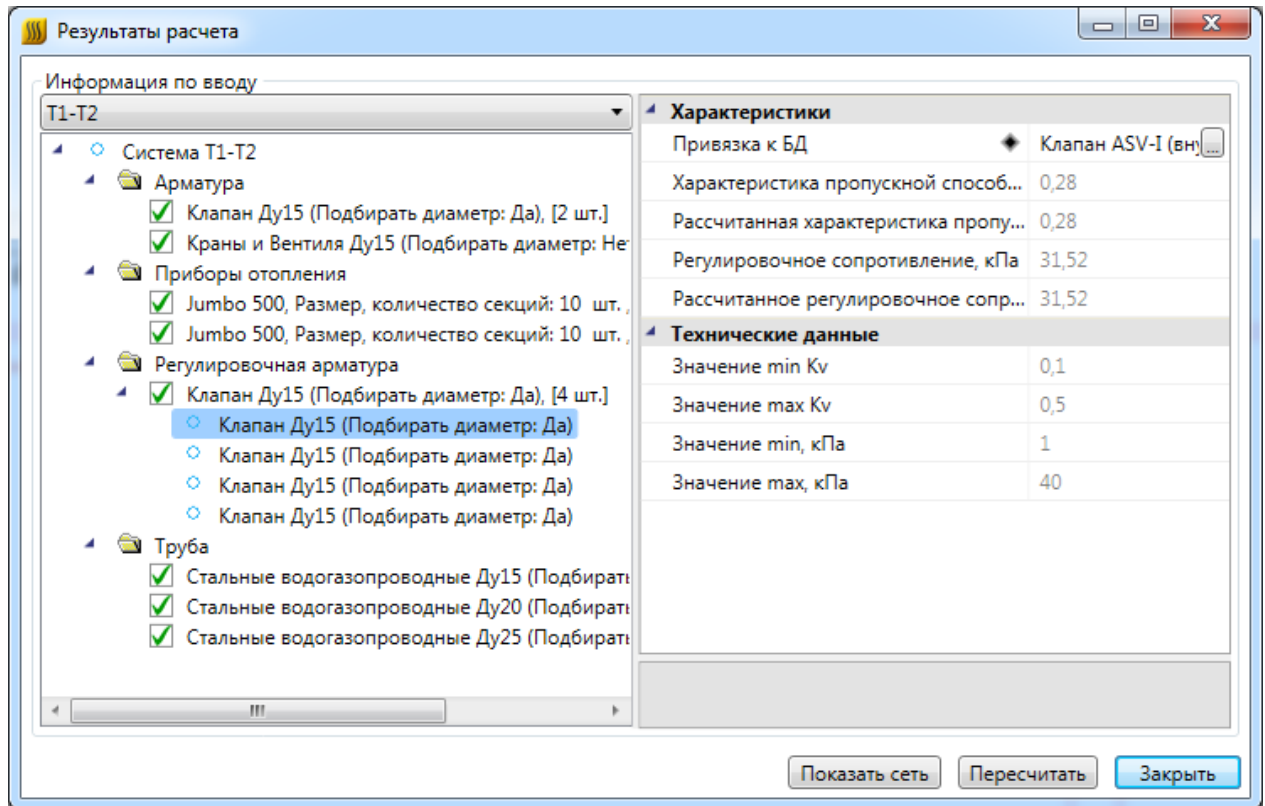 Результаты расчета
Информация по вводу
Т1-Т2
Система Т1-Т2
Арматура
Клапан Ду15 (Подбирать диаметр: Да), [2 шт.]
Краны и Вентиля Ду15 (Подбирать диаметр: Не
Приборы отопления
Jumbo 500, Размер, количество секций: 10 шт. ,
Jumbo 500, Размер, количество секций: 10 шт. ,
Регулировочная арматура
Клапан Ду15 (Подбирать диаметр: Да), [4 шт.]
Клапан Ду15 (Подбирать диаметр: Да)
Клапан Ду15 (Подбирать диаметр: Да)
Клапан Ду15 (Подбирать диаметр: Да)
Клапан Ду15 (Подбирать диаметр: Да)
Труба
Стальные водогазопроводные Ду15 (Подбирать
Стальные водогазопроводные Ду20 (Подбирать
Стальные водогазопроводные Ду25 (Подбирать
Характеристики
Привязка к БД Клапан ASV-I (вну ...
Характеристика пропускной способ... 0,28
Рассчитанная характеристика пропу... 0,28
Регулировочное сопротивление, кПа 31,52
Рассчитанное регулировочное сопр... 31,52
Технические данные
Значение min Kv 0,1
Значение max Kv 0,5
Значение min, кПа 1
Значение max, кПа 40
Показать сеть Пересчитать Закрыть